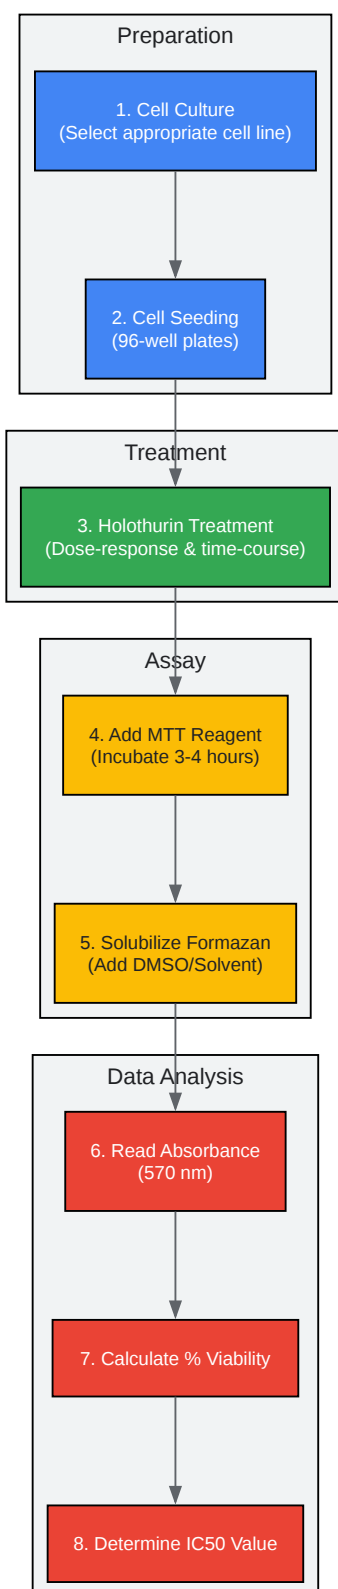 Preparation
1. Cell Culture
(Select appropriate cell line)
2. Cell Seeding
(96-well plates)
Treatment
3. Holothurin Treatment
(Dose-response & time-course)
Assay
4. Add MTT Reagent
(Incubate 3-4 hours)
5. Solubilize Formazan
(Add DMSO/Solvent)
Data Analysis
6. Read Absorbance
(570 nm)
7. Calculate % Viability
8. Determine IC50 Value